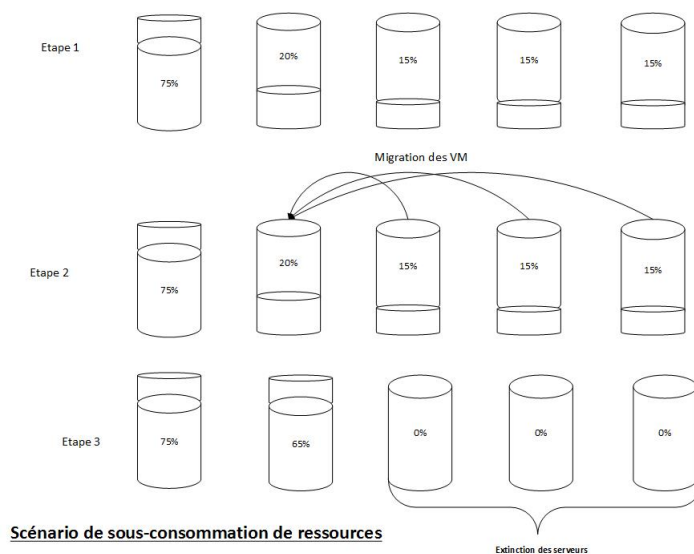 Etape 1
75%
20%
15%
15%
15%
Migration des VM
Etape 2
75%
20%
15%
15%
15%
Etape 3
75%
65%
0%
0%
0%
Scénario de sous-consommation de ressources
Extinction des serveurs